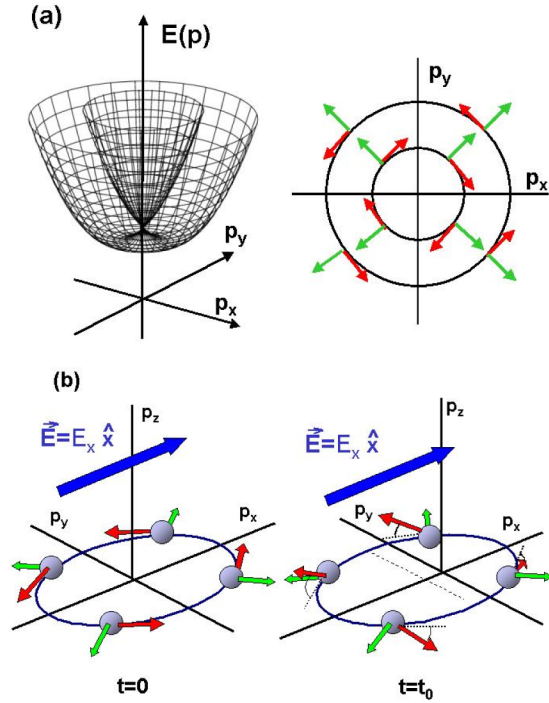 (a)
E(p)
p_y
p_x
p_y
p_x
(b)
E⃗=E_x x̂
p_z
p_y
p_x
t=0
E⃗=E_x x̂
p_z
p_y
p_x
t=t_0